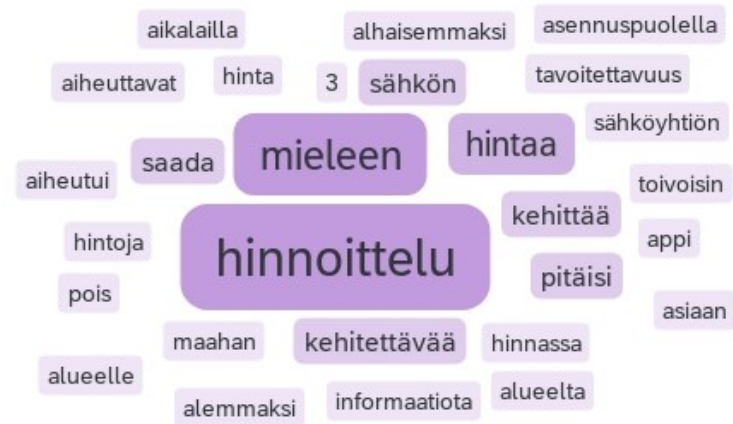 aikalailla
alhaisemmaksi
asennuspuolella
aiheuttavat
hinta
3
sähkön
tavoitettavuus
sähköyhtiön
mieleen
hintaa
saada
aiheutui
toivoisin
kehittää
hintoja
hinnoittelu
appi
pitäisi
pois
asiaan
maahan
kehitettävää
hinnassa
alueelle
alemmaksi
informaatiota
alueelta